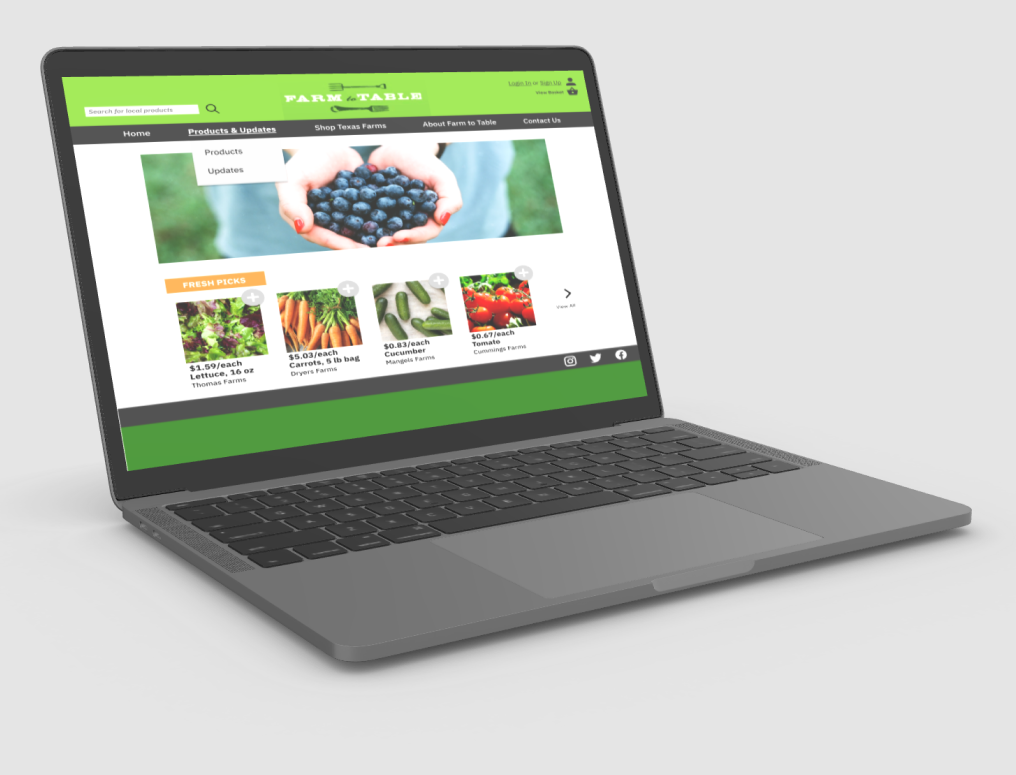 Login In or Sign Up
View Basket
Search for local products
FARM to TABLE
Home
Products & Updates
Shop Texas Farms
About Farm to Table
Contact Us
Products
Updates
FRESH PICKS
$1.59/each
Lettuce, 16 oz
Thomas Farms
$5.03/each
Carrots, 5 lb bag
Dryers Farms
$0.83/each
Cucumber
Mangels Farms
$0.67/each
Tomato
Cummings Farms
View All